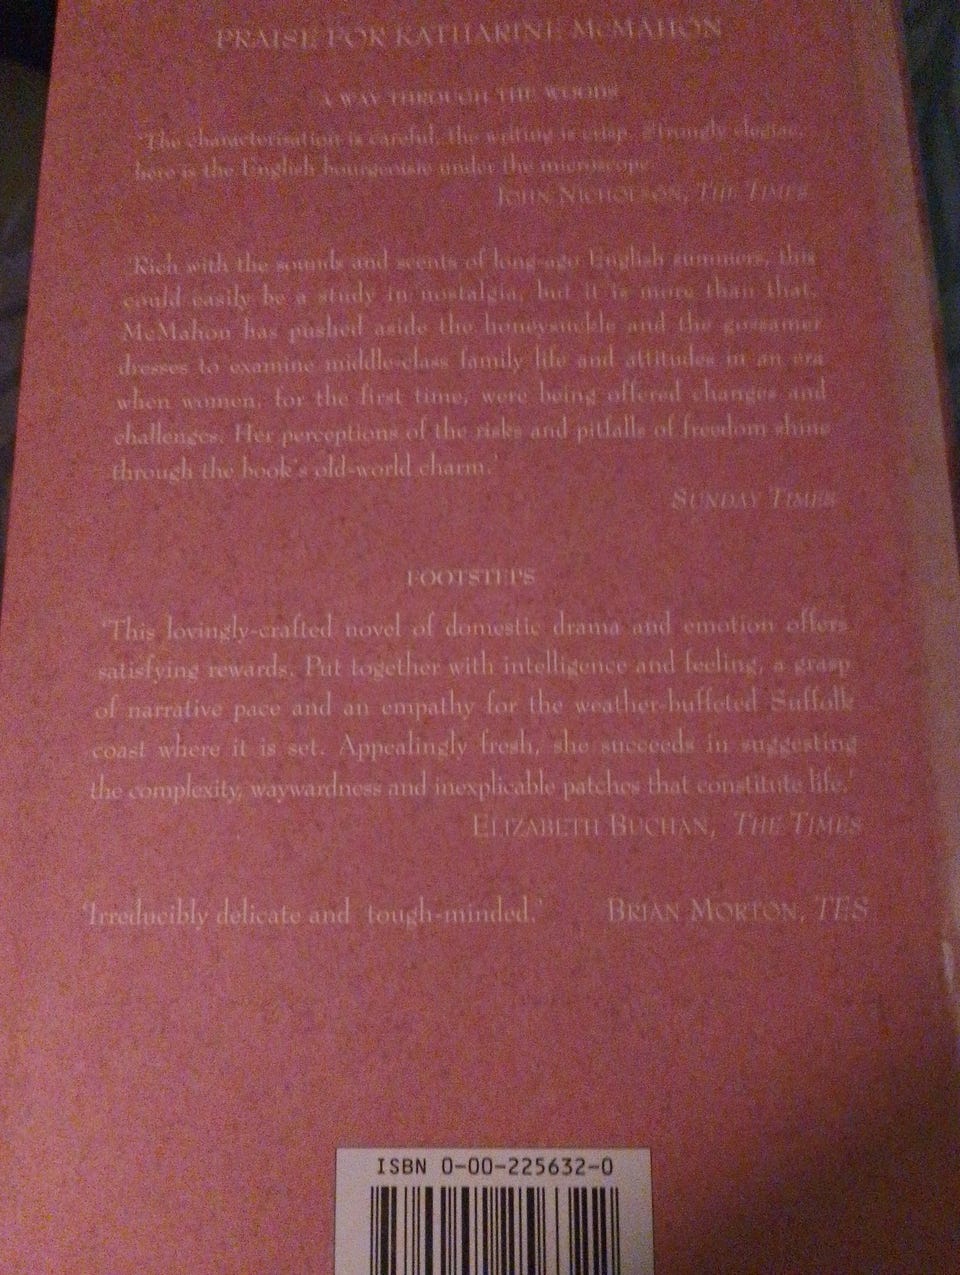 PRAISE FOR KATHARINE MCMAHON
A WAY THROUGH THE WOODS
'The characterisation is careful, the writing is crisp. Strongly elegiac,
here is the English bourgeoisie under the microscope.'
JOHN NICHOLSON, THE TIMES
'Rich with the sounds and scents of long-ago English summers, this
could easily be a study in nostalgia, but it is more than that.
McMahon has pushed aside the honeysuckle and the gossamer
dresses to examine middle-class family life and attitudes in an era
when women, for the first time, were being offered changes and
challenges. Her perceptions of the risks and pitfalls of freedom shine
through the book's old-world charm.'
SUNDAY TIMES
FOOTSTEPS
'This lovingly-crafted novel of domestic drama and emotion offers
satisfying rewards. Put together with intelligence and feeling, a grasp
of narrative pace and an empathy for the weather-buffeted Suffolk
coast where it is set. Appealingly fresh, she succeeds in suggesting
the complexity, waywardness and inexplicable patches that constitute life.'
ELIZABETH BUCHAN, THE TIMES
'Irreducibly delicate and tough-minded.' BRIAN MORTON, TES
ISBN 0-00-225632-0